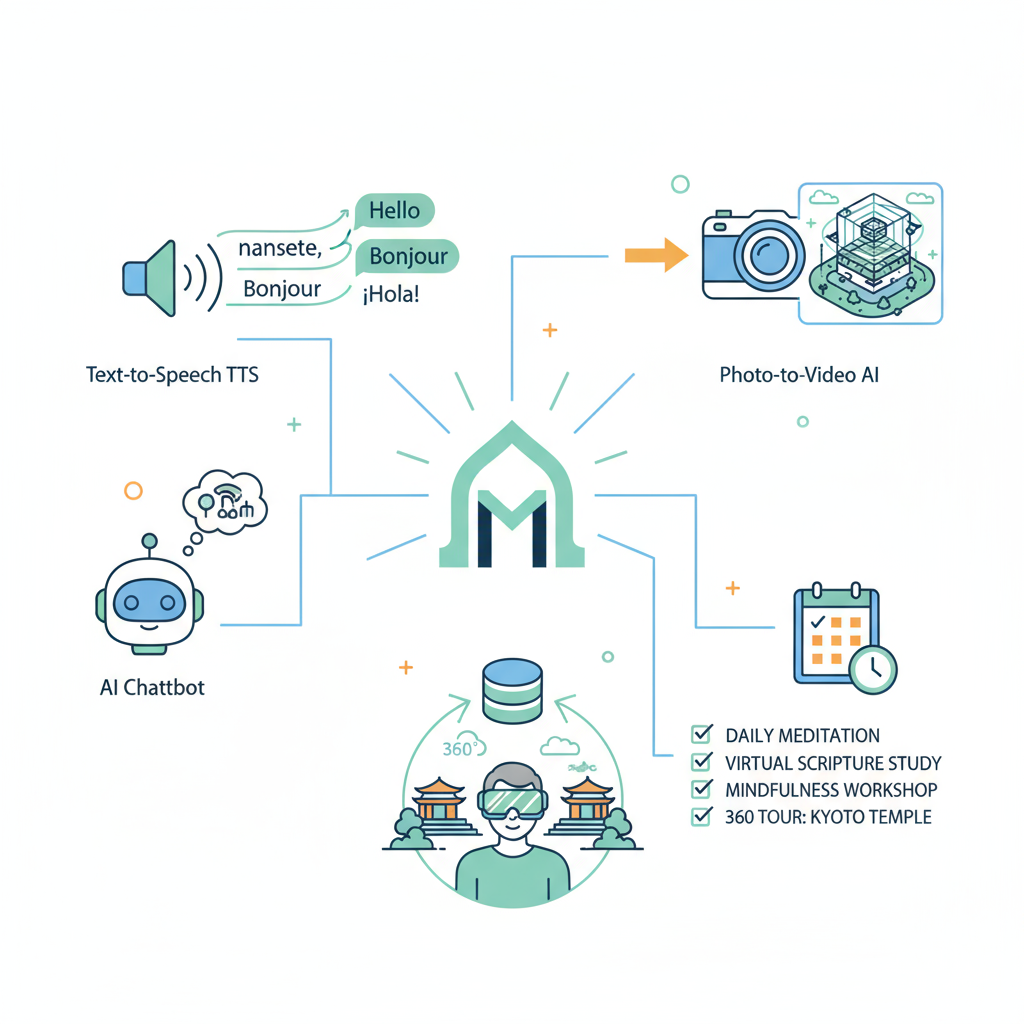 Hello
nansete,
Bonjour
Bonjour
¡Hola!
Text-to-Speech TTS
Photo-to-Video AI
M
AI Chattbot
360°
DAILY MEDITATION
VIRTUAL SCRIPTURE STUDY
MINDFULNESS WORKSHOP
360 TOUR: KYOTO TEMPLE